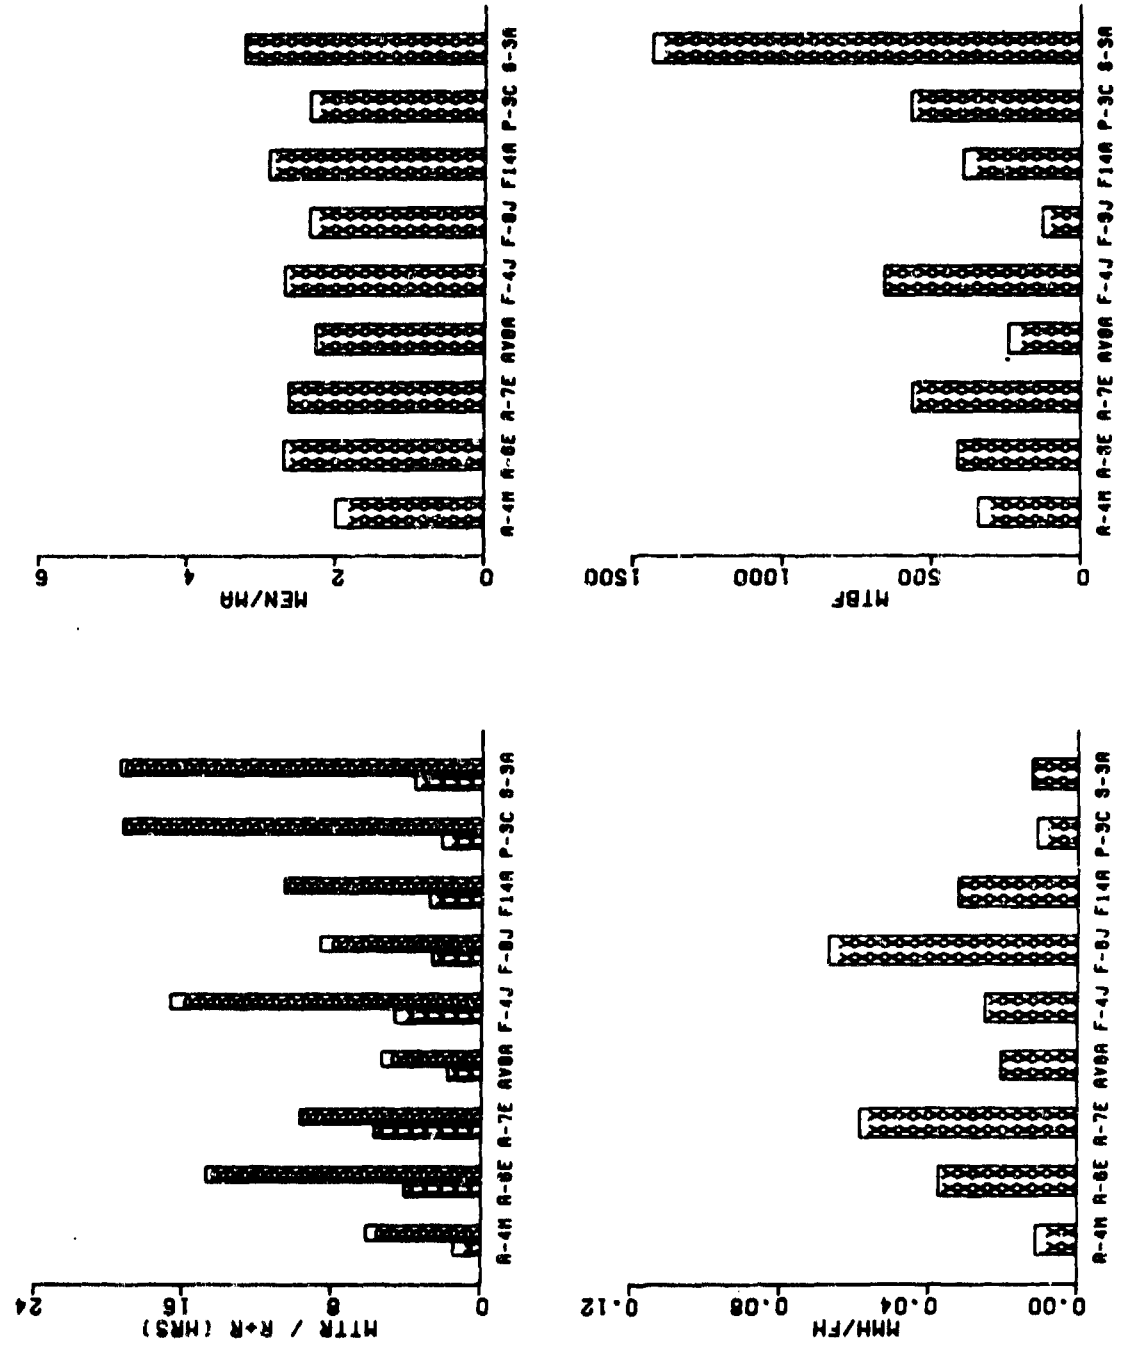 MTTR / R+R (HRS)
24
16
8
0
A-4M A-6E A-7E AV8A F-4J F-8J F14A P-3C S-3A
MEN/MA
6
4
2
0
A-4M A-6E A-7E AV8A F-4J F-8J F14A P-3C S-3A
MMH/FH
0.12
0.08
0.04
0.00
A-4M A-6E A-7E AV8A F-4J F-8J F14A P-3C S-3A
MTBF
1500
1000
500
0
A-4M A-6E A-7E AV8A F-4J F-8J F14A P-3C S-3A